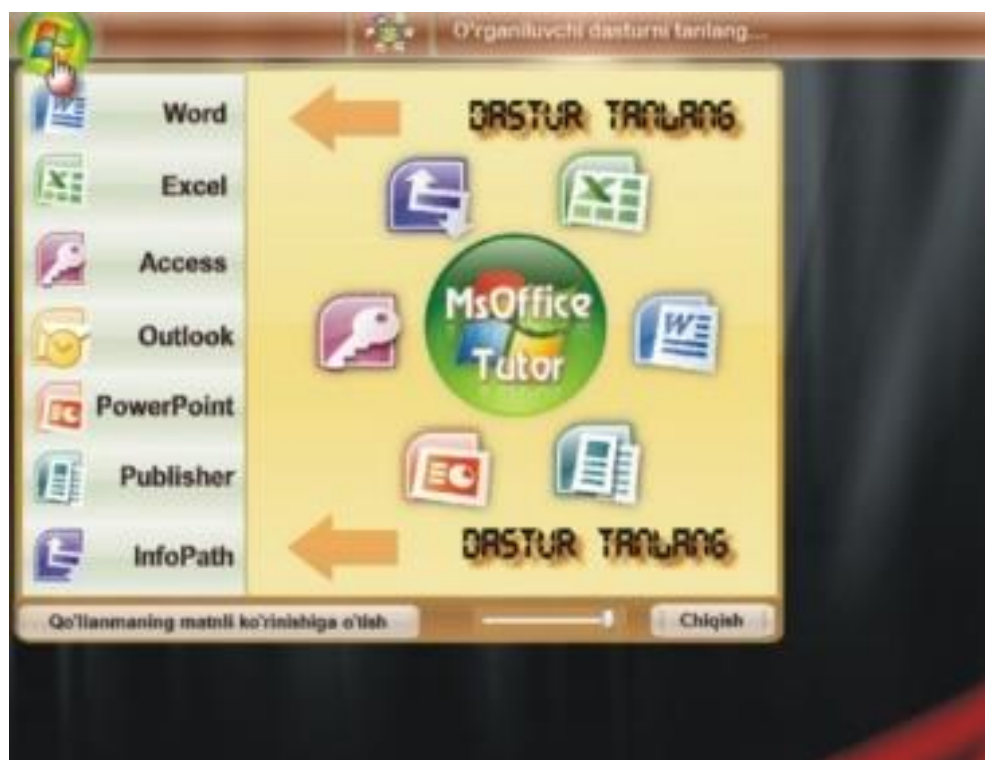 O'rganiluvchi dasturni tanlang...
Word
DASTUR TANLANG
Excel
Access
MsOffice
Tutor
Outlook
PowerPoint
Publisher
InfoPath
DASTUR TANLANG
Qo'llanmaning matnli ko'rinishiga o'tish
Chiqish